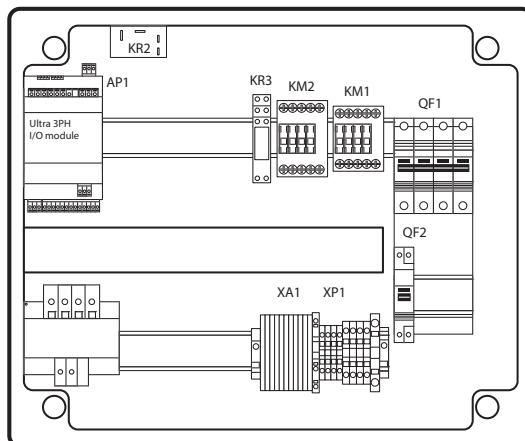 KR2
AP1
KR3
KM2
KM1
QF1
Ultra 3PH
I/O module
QF2
XA1
XP1